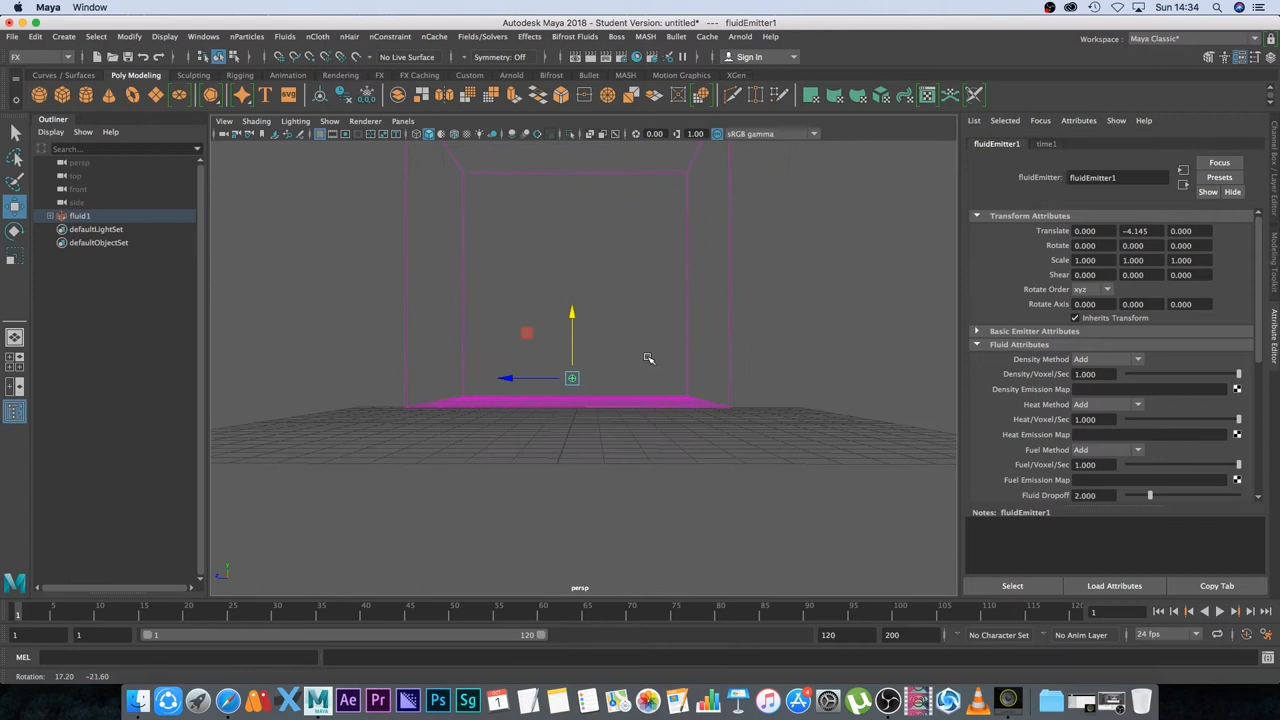 Maya Window Sun 14:34
Autodesk Maya 2018 - Student Version: untitled* --- fluidEmitter1
File Edit Create Select Modify Display Windows nParticles Fluids nCloth nHair nConstraint nCache Fields/Solvers Effects Bifrost Fluids Boss MASH Bullet Cache Arnold Help Workspace : Maya Classic*
FX No Live Surface Symmetry: Off Sign In
Curves / Surfaces Poly Modeling Sculpting Rigging Animation Rendering FX FX Caching Custom Arnold Bifrost Bullet MASH Motion Graphics XGen
Outliner
Display Show Help
Search...
persp
top
front
side
fluid1
defaultLightSet
defaultObjectSet
View Shading Lighting Show Renderer Panels
0.00 1.00 sRGB gamma
persp
List Selected Focus Attributes Show Help
fluidEmitter1 time1
Focus
fluidEmitter: fluidEmitter1 Presets
Show Hide
Transform Attributes
Translate 0.000 -4.145 0.000
Rotate 0.000 0.000 0.000
Scale 1.000 1.000 1.000
Shear 0.000 0.000 0.000
Rotate Order xyz
Rotate Axis 0.000 0.000 0.000
Inherits Transform
Basic Emitter Attributes
Fluid Attributes
Density Method Add
Density/Voxel/Sec 1.000
Density Emission Map
Heat Method Add
Heat/Voxel/Sec 1.000
Heat Emission Map
Fuel Method Add
Fuel/Voxel/Sec 1.000
Fuel Emission Map
Fluid Dropoff 2.000
Notes: fluidEmitter1
Select Load Attributes Copy Tab
Channel Box / Layer Editor
Modeling Toolkit
Attribute Editor
5 10 15 20 25 30 35 40 45 50 55 60 65 70 75 80 85 90 95 100 105 110 115 120 1
1 1 1 120 120 200 No Character Set No Anim Layer 24 fps
MEL
Rotation: 17.20 -21.60